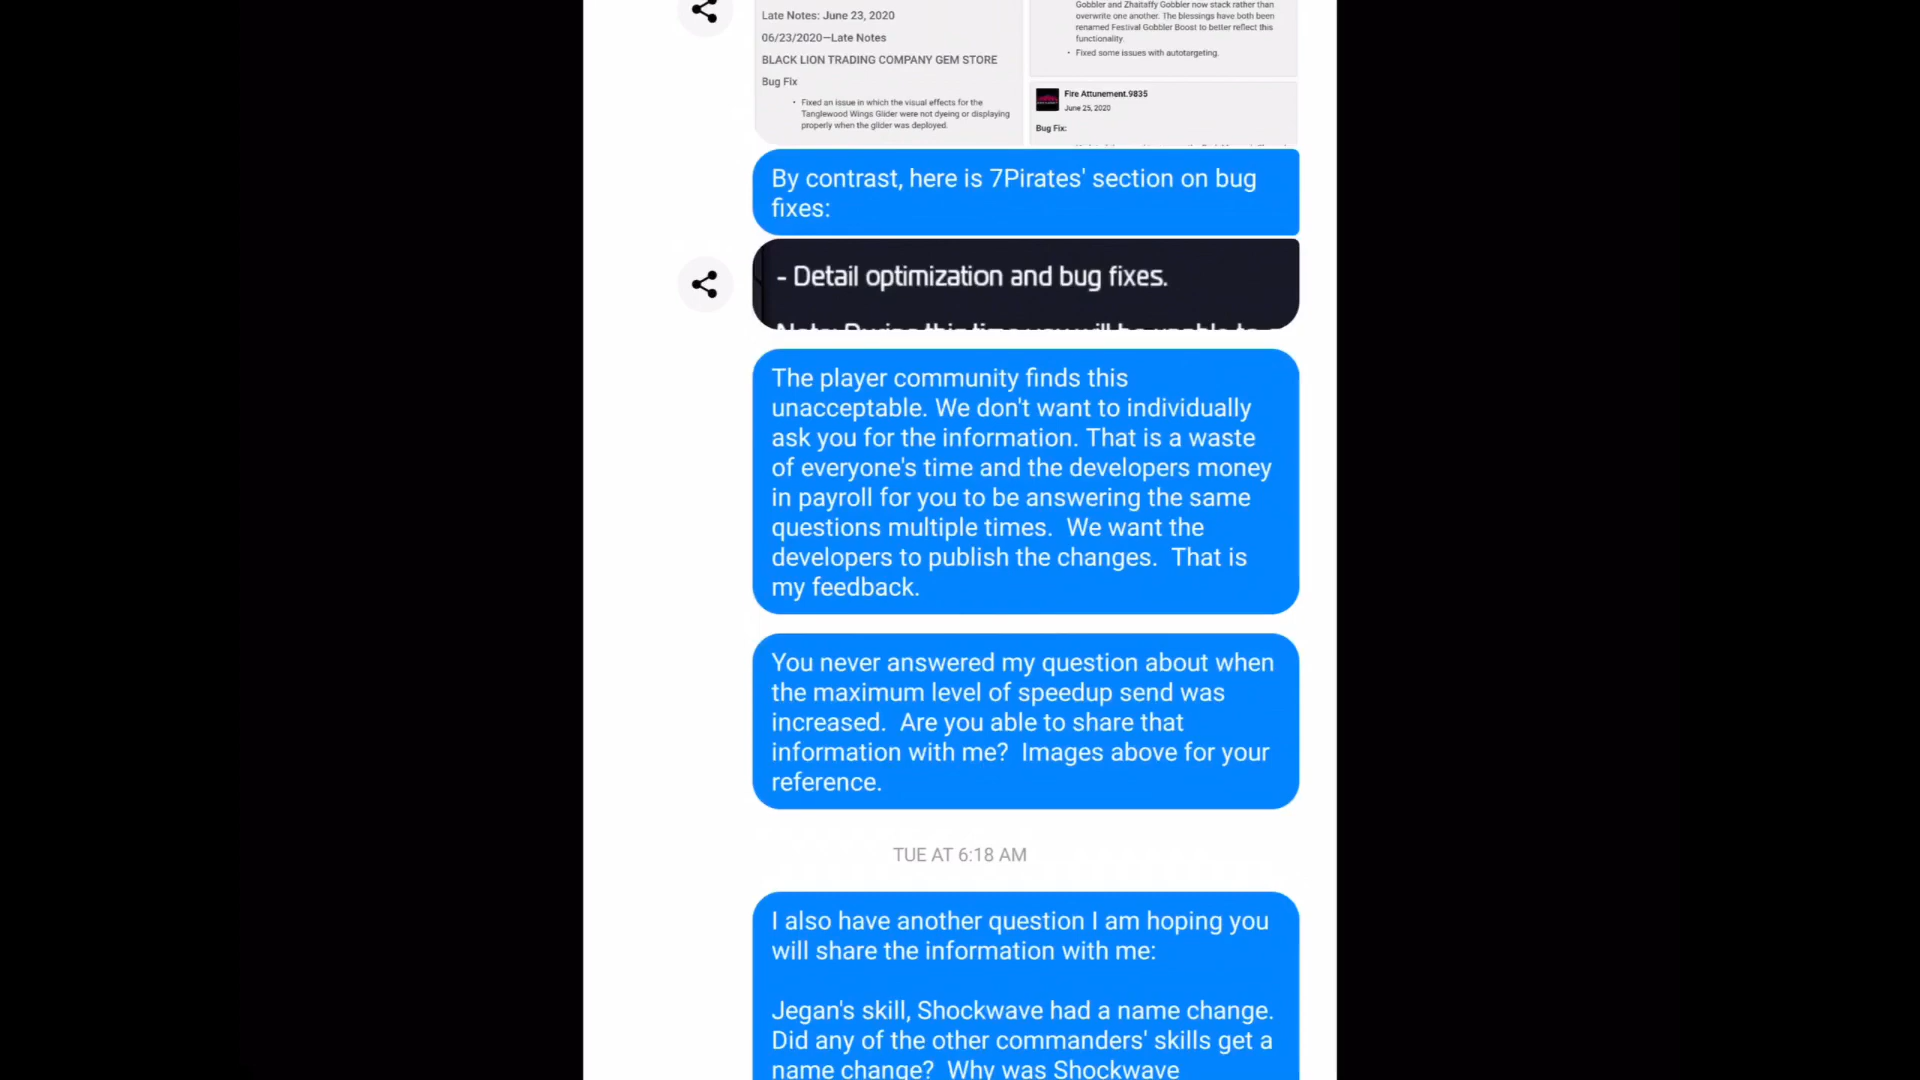 Late Notes: June 23, 2020
06/23/2020—Late Notes
BLACK LION TRADING COMPANY GEM STORE
Bug Fix
• Fixed an issue in which the visual effects for the
Tanglewood Wings Glider were not dyeing or displaying
properly when the glider was deployed.
Gobbler and Zhaitaffy Gobbler now stack rather than
overwrite one another. The blessings have both been
renamed Festival Gobbler Boost to better reflect this
functionality.
• Fixed some issues with autotargeting.
Fire Attunement.9835
June 25, 2020
Bug Fix:
By contrast, here is 7Pirates' section on bug
fixes:
- Detail optimization and bug fixes.
The player community finds this
unacceptable. We don't want to individually
ask you for the information. That is a waste
of everyone's time and the developers money
in payroll for you to be answering the same
questions multiple times.  We want the
developers to publish the changes.  That is
my feedback.
You never answered my question about when
the maximum level of speedup send was
increased.  Are you able to share that
information with me?  Images above for your
reference.
TUE AT 6:18 AM
I also have another question I am hoping you
will share the information with me:
Jegan's skill, Shockwave had a name change.
Did any of the other commanders' skills get a
name change?  Why was Shockwave